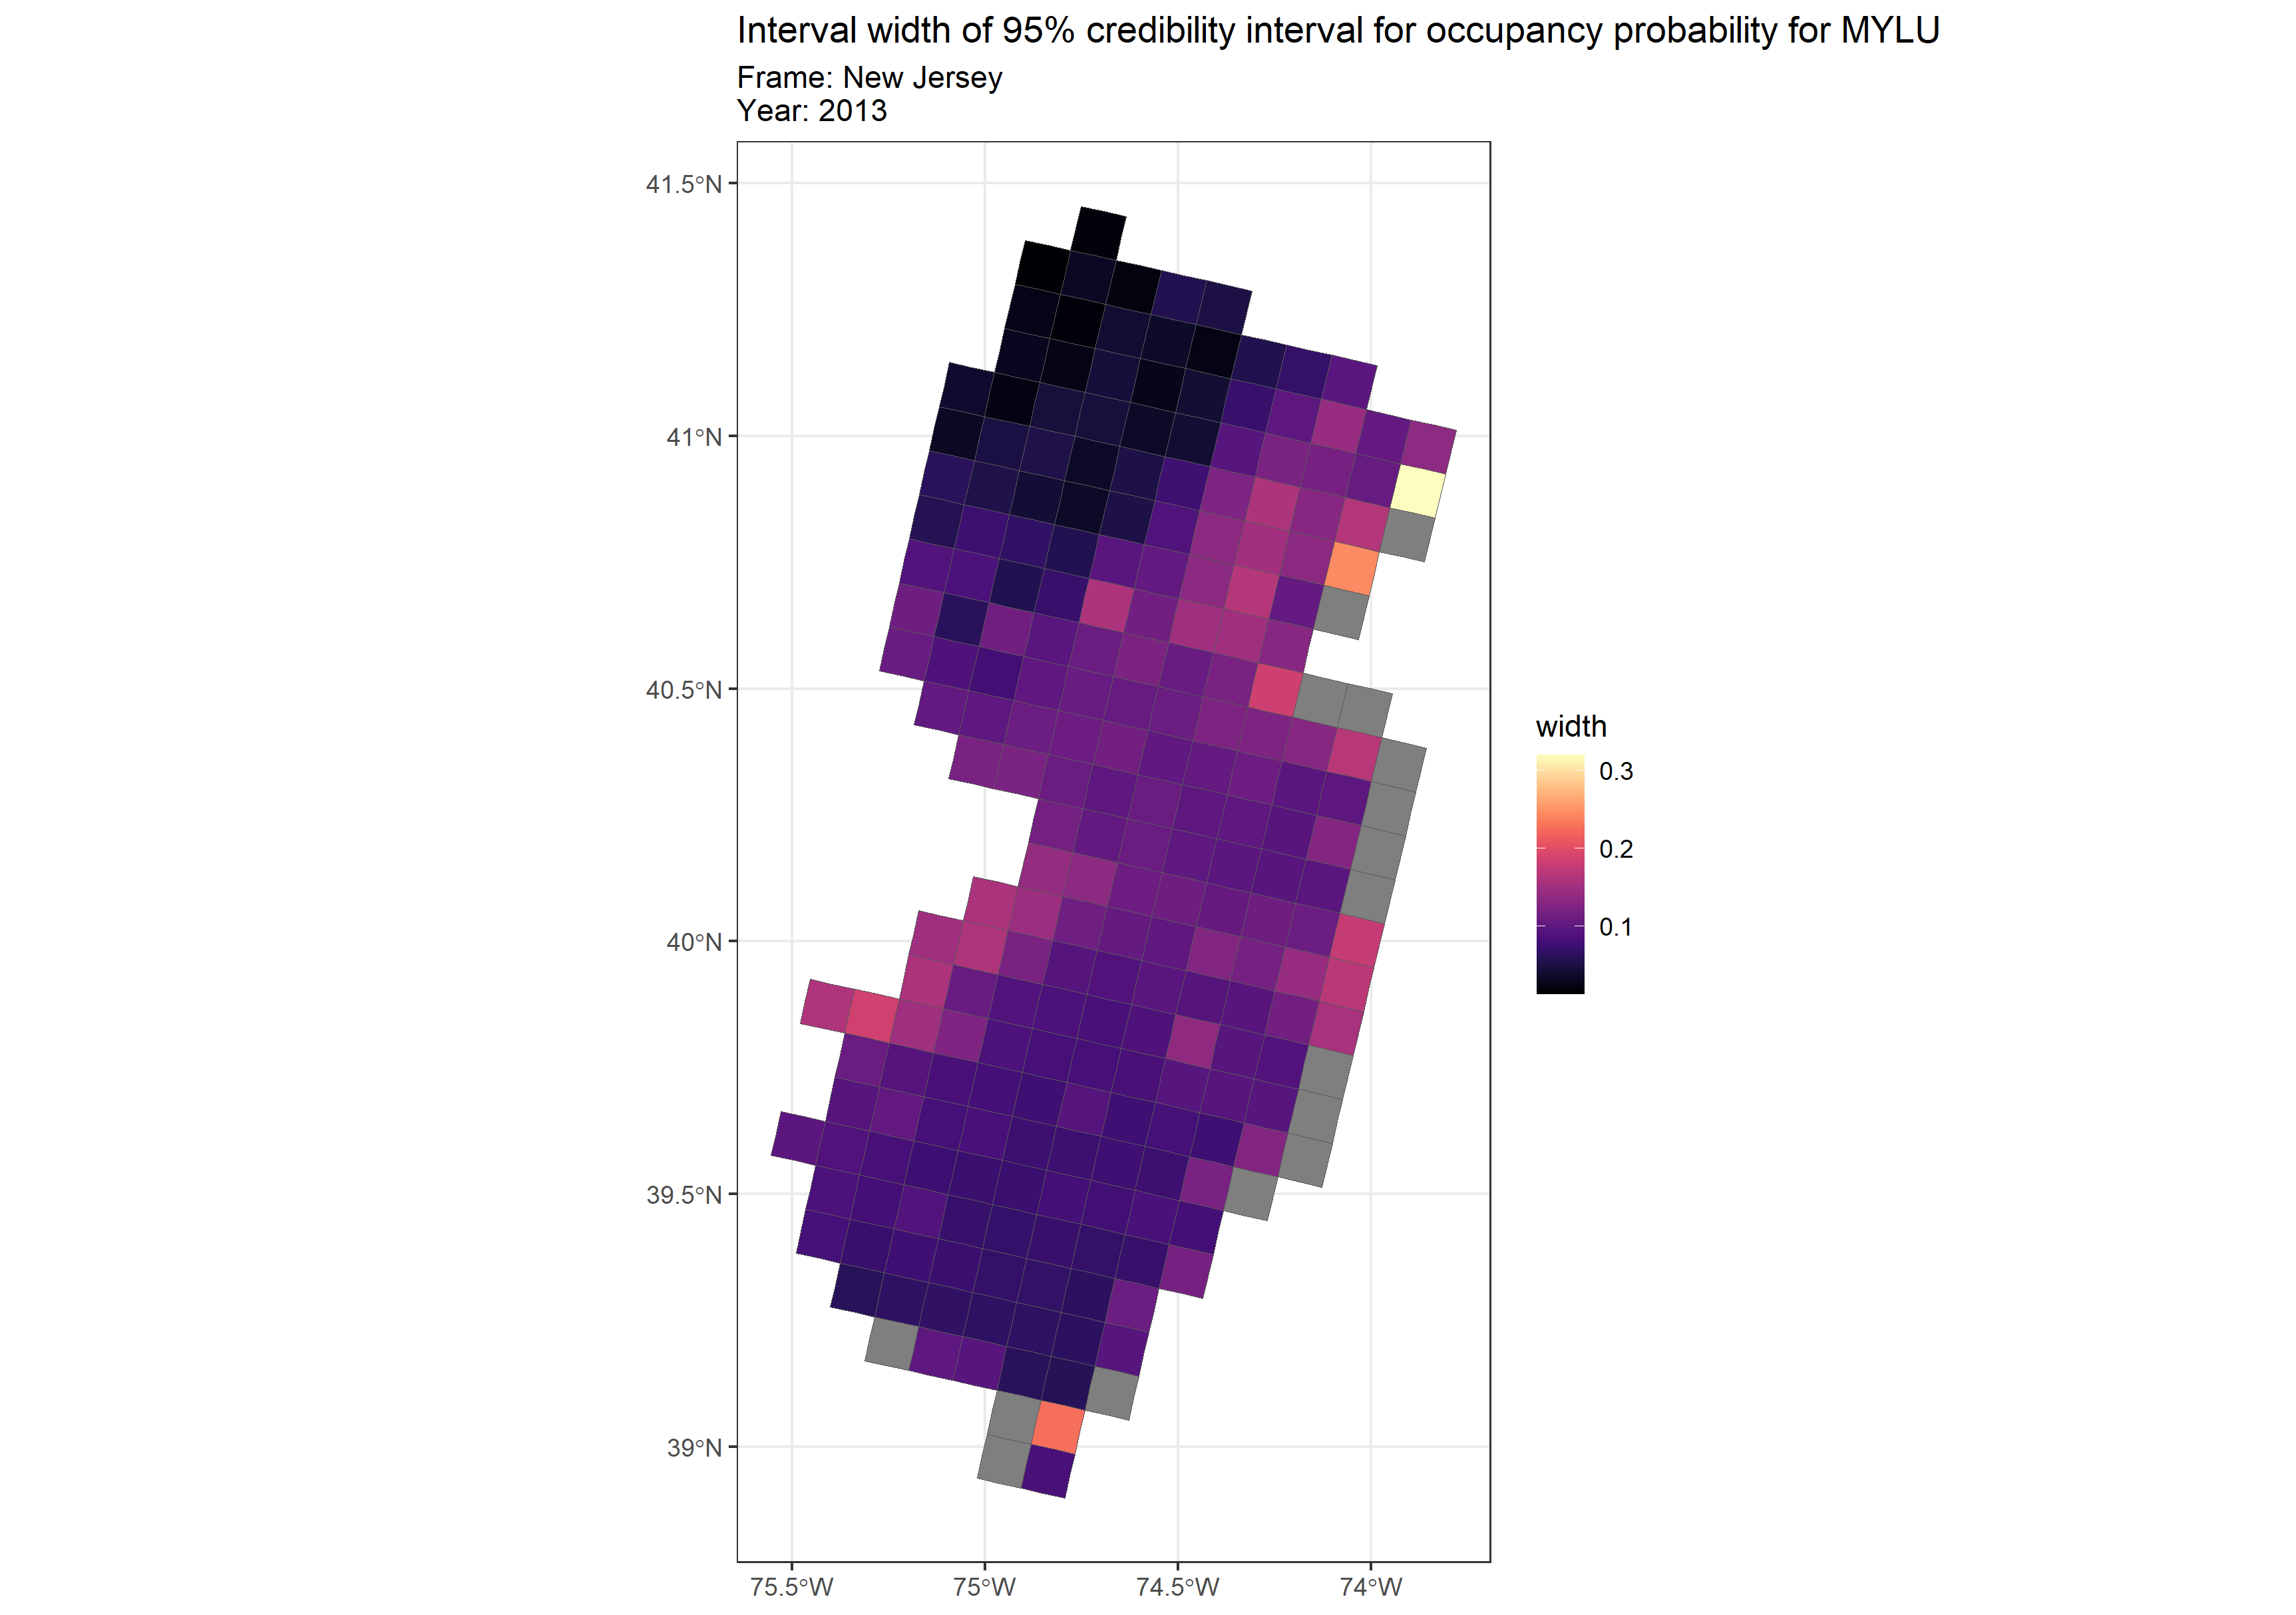 Interval width of 95% credibility interval for occupancy probability for MYLU
Frame: New Jersey
Year: 2013
41.5°N
41°N
40.5°N
40°N
39.5°N
39°N
75.5°W
75°W
74.5°W
74°W
width
0.3
0.2
0.1